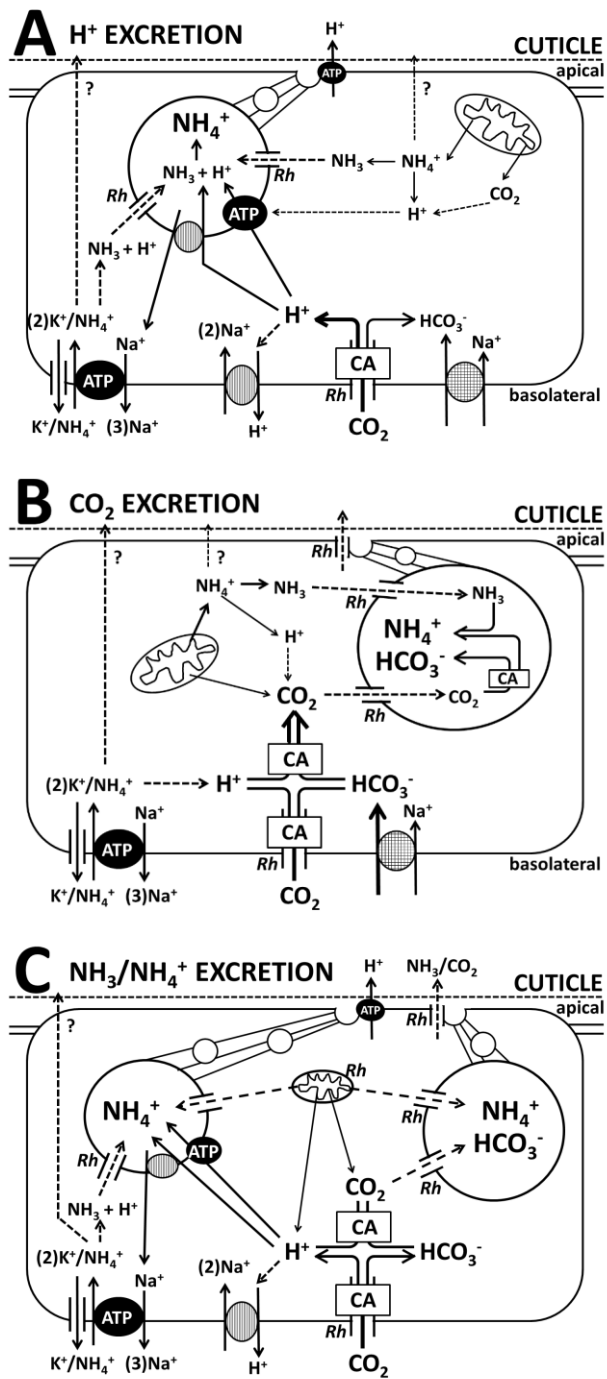 A H⁺ EXCRETION
H⁺
CUTICLE
apical
?
ATP
?
NH₄⁺
NH₃ ← NH₄⁺
Rh
NH₃ + H⁺
Rh
CO₂
ATP
H⁺
NH₃ + H⁺
H⁺
(2)K⁺/NH₄⁺
Na⁺
(2)Na⁺
HCO₃⁻
Na⁺
CA
ATP
Rh
basolateral
K⁺/NH₄⁺ (3)Na⁺
H⁺
CO₂
B CO₂ EXCRETION
CUTICLE
apical
?
?
Rh
NH₄⁺ → NH₃
Rh
NH₃
NH₄⁺
H⁺
HCO₃⁻
CA
CO₂
CO₂
Rh
CA
(2)K⁺/NH₄⁺
H⁺
HCO₃⁻
Na⁺
Na⁺
CA
ATP
Rh
basolateral
K⁺/NH₄⁺ (3)Na⁺
CO₂
C NH₃/NH₄⁺ EXCRETION
H⁺
NH₃/CO₂
CUTICLE
apical
?
ATP
Rh
Rh
NH₄⁺
Rh
NH₄⁺
HCO₃⁻
ATP
Rh
Rh
CO₂
NH₃ + H⁺
CA
H⁺
HCO₃⁻
(2)K⁺/NH₄⁺
Na⁺
(2)Na⁺
CA
ATP
Rh
basolateral
K⁺/NH₄⁺ (3)Na⁺
H⁺
CO₂